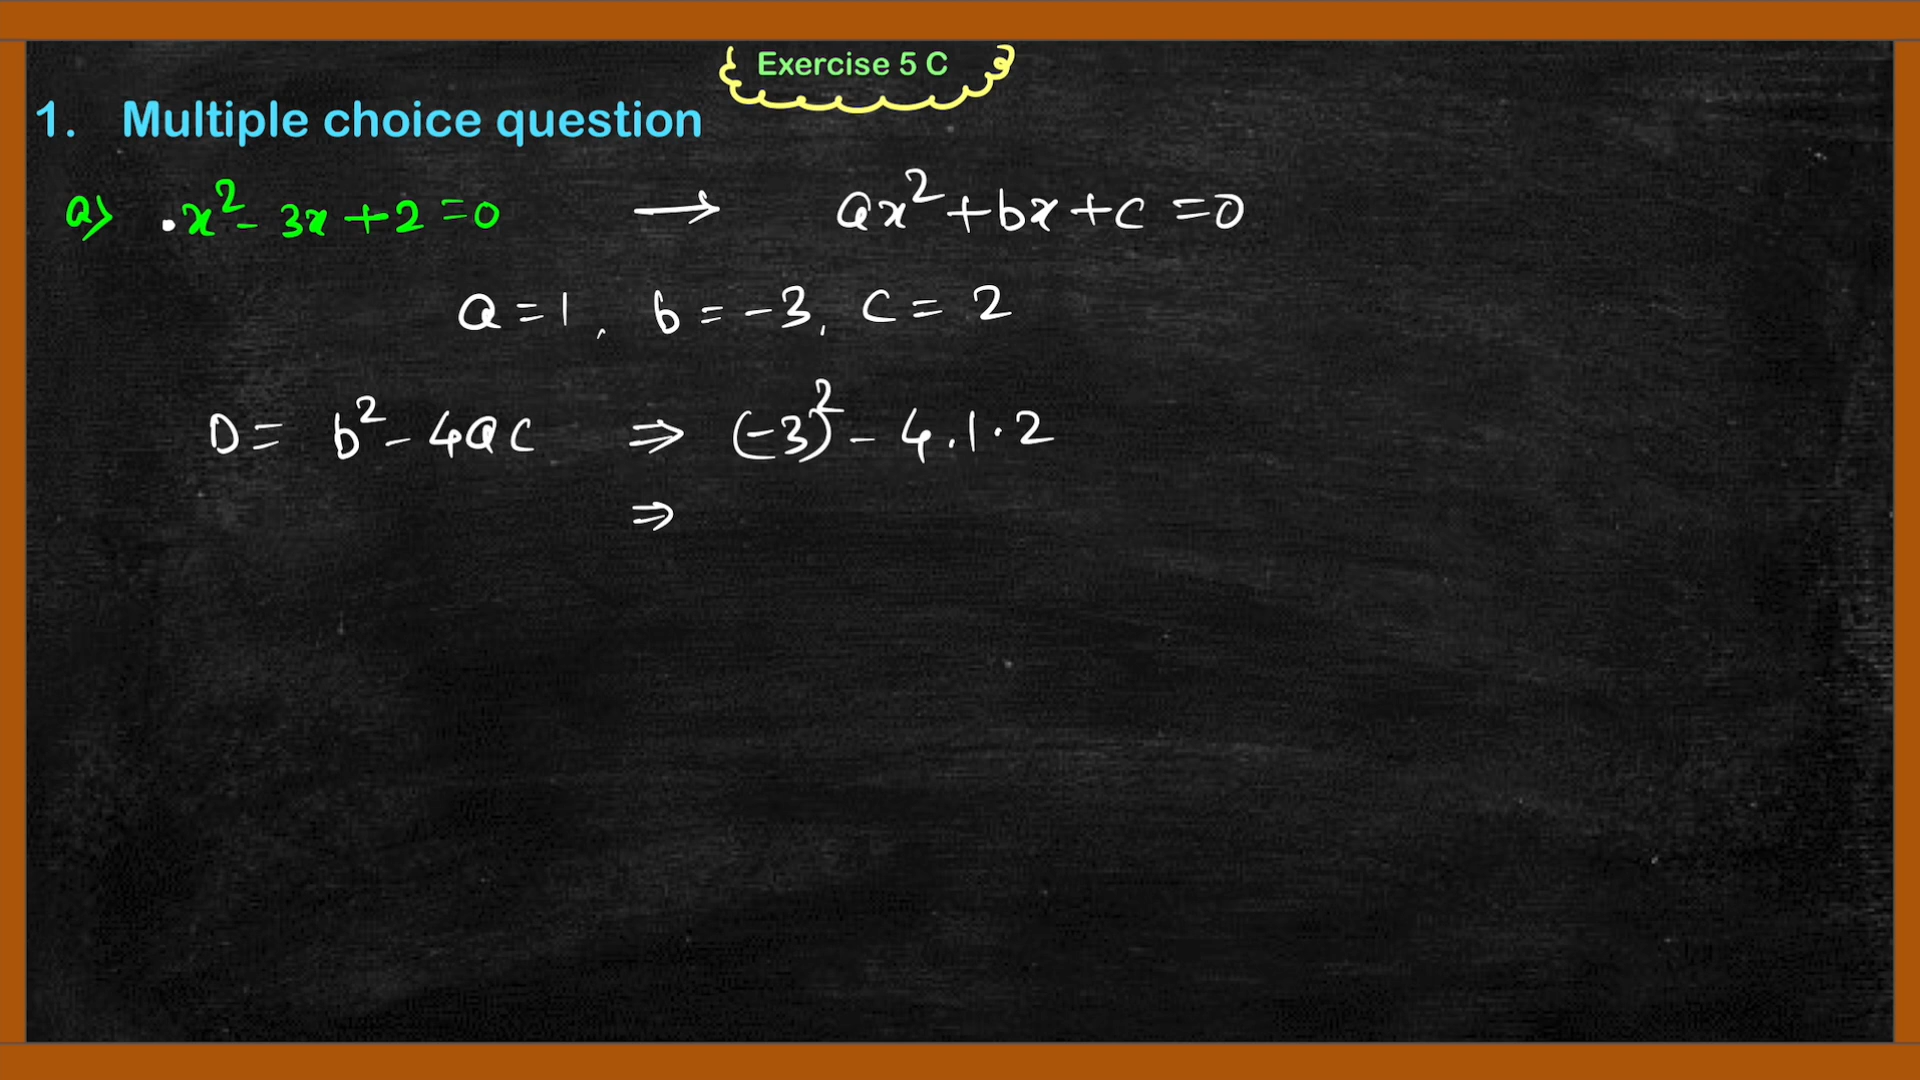 Exercise 5 C
1. Multiple choice question
a) x² - 3x + 2 = 0 → ax² + bx + c = 0
a = 1, b = -3, c = 2
D = b² - 4ac ⇒ (-3)² - 4.1.2
⇒